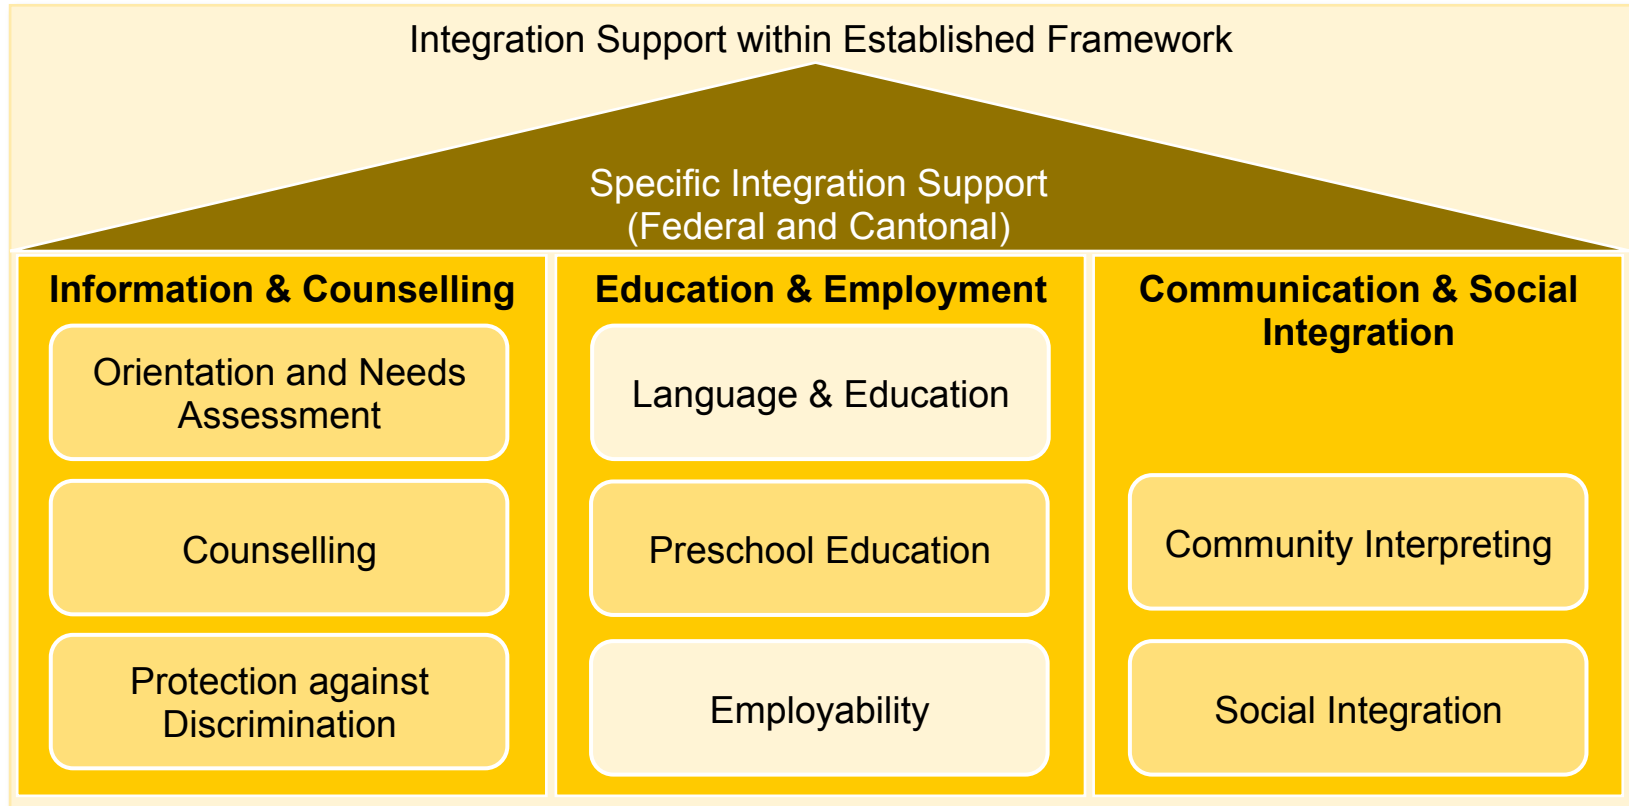 Integration Support within Established Framework
Specific Integration Support
(Federal and Cantonal)
Information & Counselling
Orientation and Needs
Assessment
Counselling
Protection against
Discrimination
Education & Employment
Language & Education
Preschool Education
Employability
Communication & Social
Integration
Community Interpreting
Social Integration